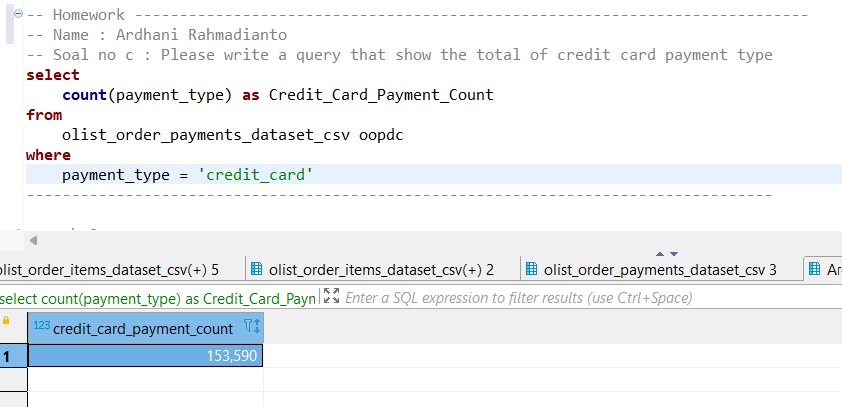 -- Homework ---------------------------------------------------------------------------
-- Name : Ardhani Rahmadianto
-- Soal no c : Please write a query that show the total of credit card payment type
select
count(payment_type) as Credit_Card_Payment_Count
from
olist_order_payments_dataset_csv oopdc
where
payment_type = 'credit_card'
-----------------------------------------------------------------------------------
olist_order_items_dataset_csv(+) 5
olist_order_items_dataset_csv(+) 2
olist_order_payments_dataset_csv 3
Ar
select count(payment_type) as Credit_Card_Payn
Enter a SQL expression to filter results (use Ctrl+Space)
123 credit_card_payment_count
1
153,590